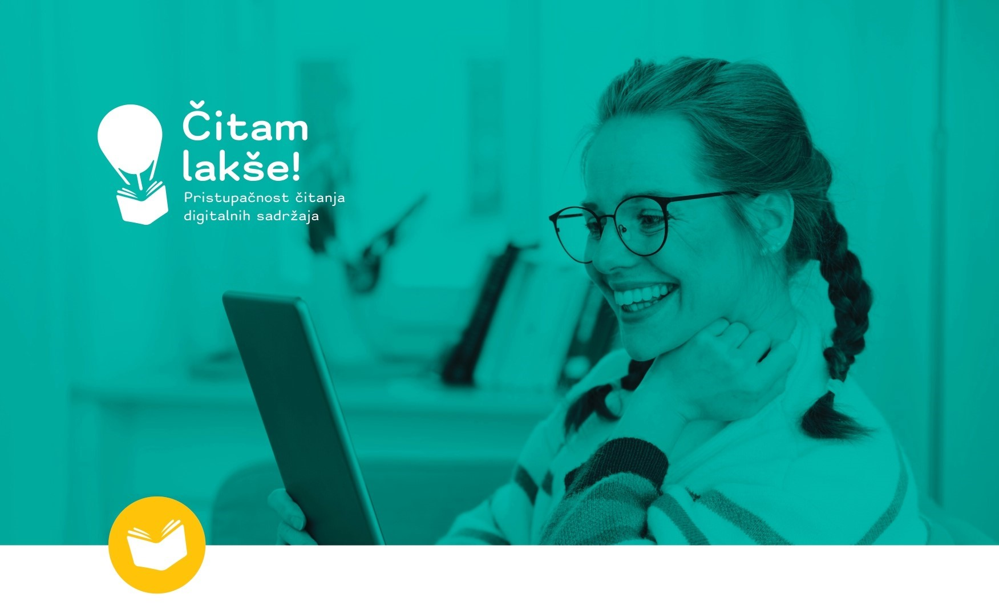 Čitam
lakše!
Pristupačnost čitanja
digitalnih sadržaja